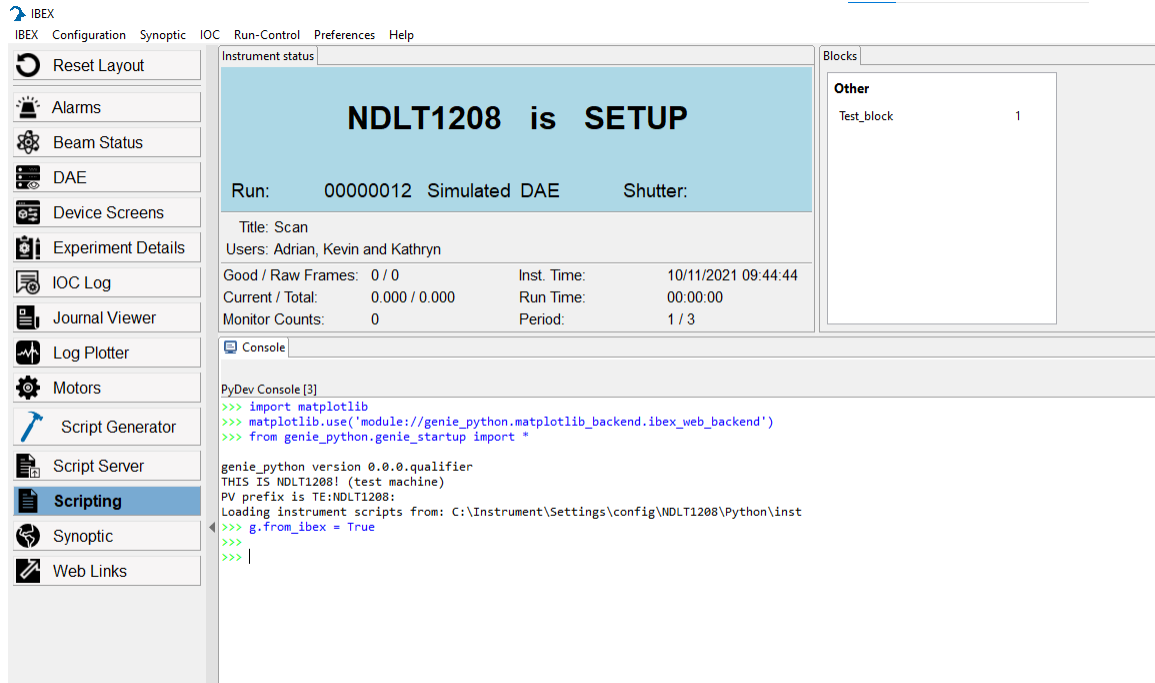 IBEX
IBEX Configuration Synoptic IOC Run-Control Preferences Help
Reset Layout
Alarms
Beam Status
DAE
Device Screens
Experiment Details
IOC Log
Journal Viewer
Log Plotter
Motors
Script Generator
Script Server
Scripting
Synoptic
Web Links
Instrument status
NDLT1208 is SETUP
Run: 00000012 Simulated DAE Shutter:
Title: Scan
Users: Adrian, Kevin and Kathryn
Good / Raw Frames: 0 / 0 Inst. Time: 10/11/2021 09:44:44
Current / Total: 0.000 / 0.000 Run Time: 00:00:00
Monitor Counts: 0 Period: 1 / 3
Blocks
Other
Test_block 1
Console
PyDev Console [3]
>>> import matplotlib
>>> matplotlib.use('module://genie_python.matplotlib_backend.ibex_web_backend')
>>> from genie_python.genie_startup import *
genie_python version 0.0.0.qualifier
THIS IS NDLT1208! (test machine)
PV prefix is TE:NDLT1208:
Loading instrument scripts from: C:\Instrument\Settings\config\NDLT1208\Python\inst
>>> g.from_ibex = True
>>>
>>>